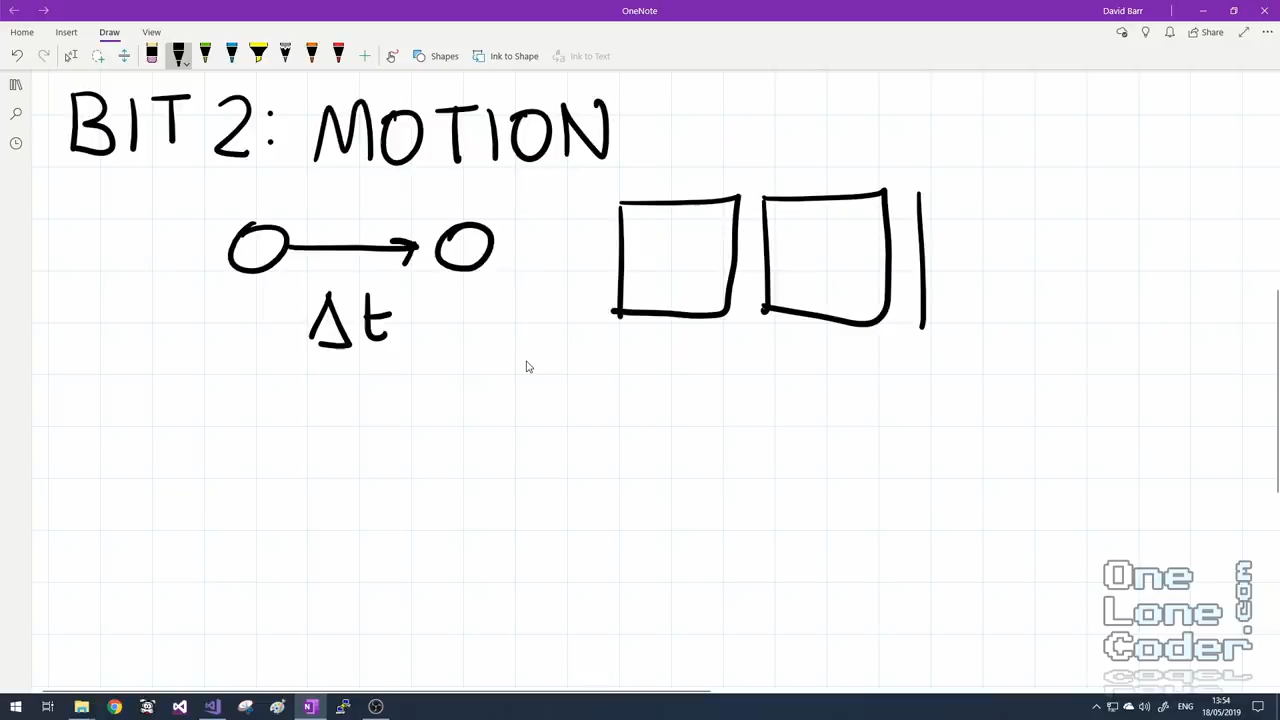 OneNote
David Barr
Home Insert Draw View
Share
Shapes Ink to Shape Ink to Text
BIT 2: MOTION
Δt
One
Lone
Coder
.com
N
ENG
13:54
18/05/2019